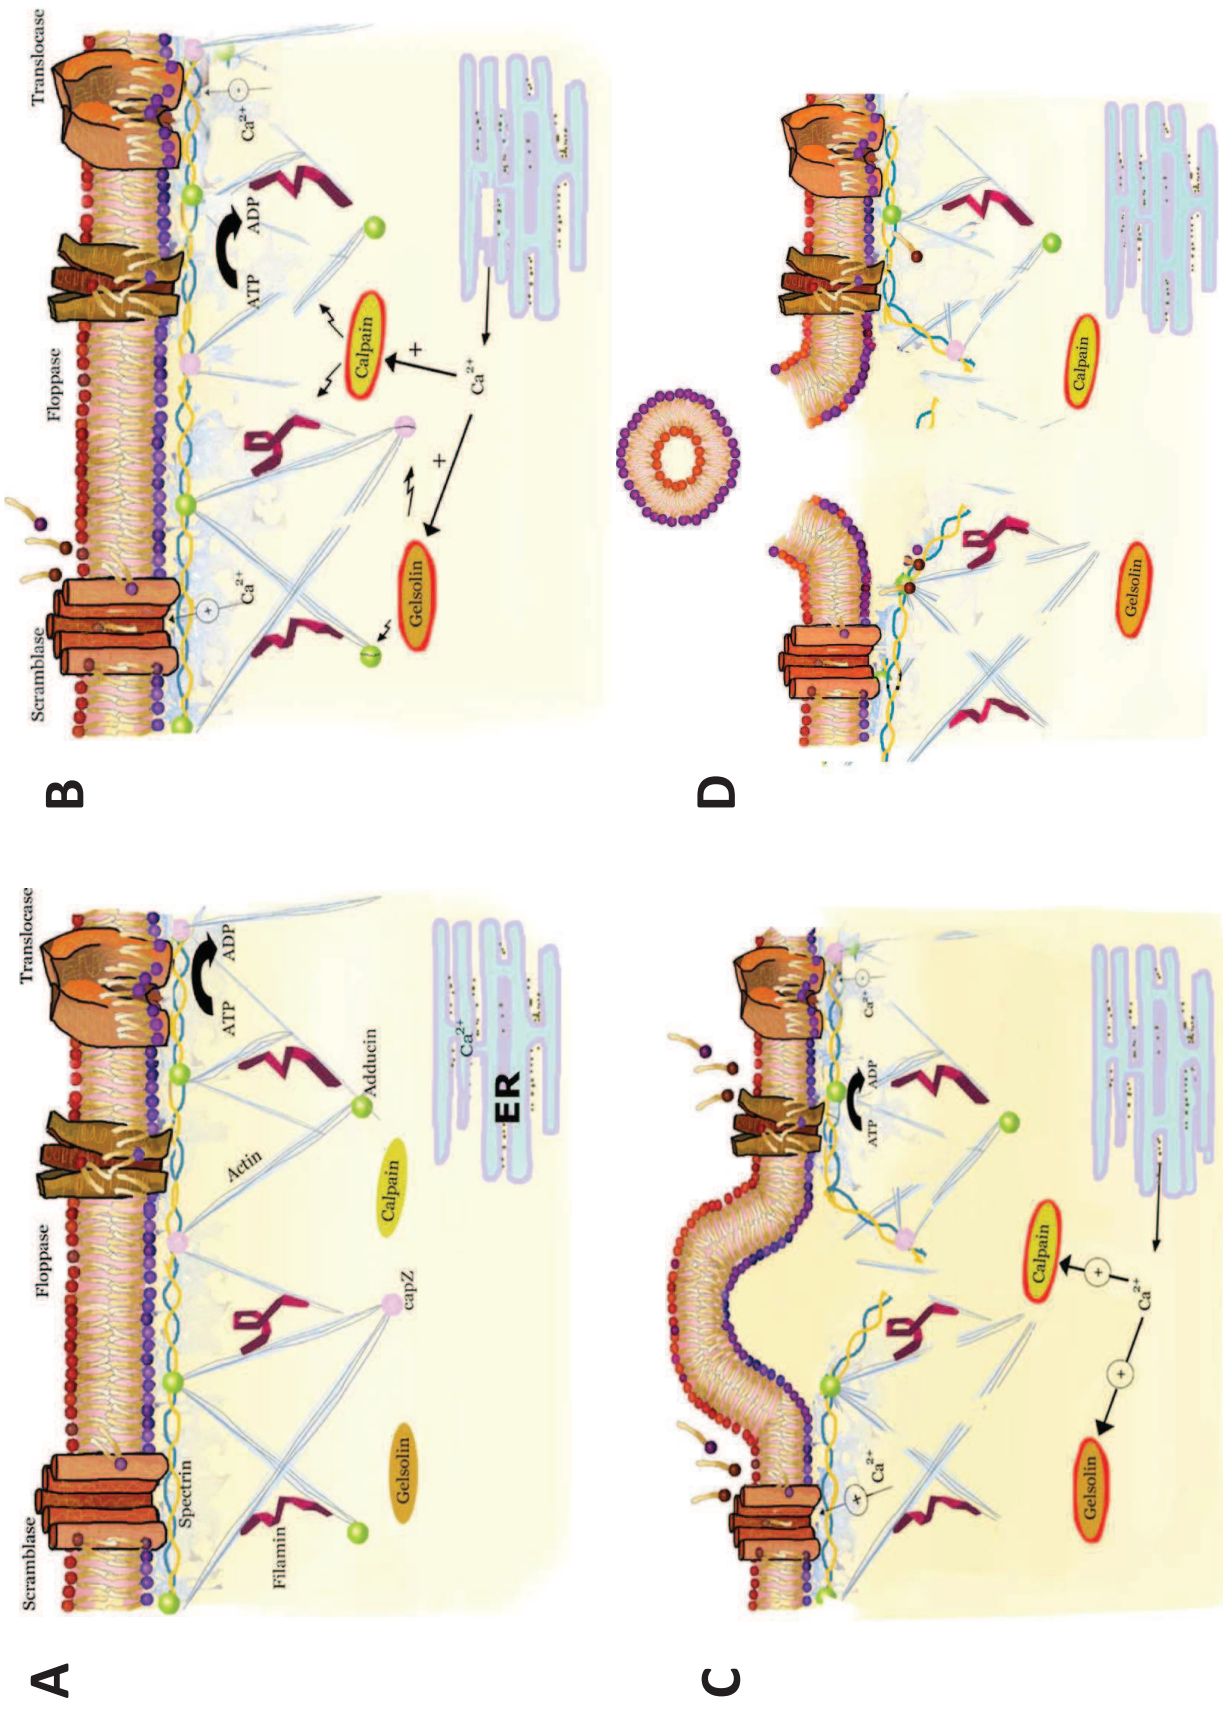 A
Scramblase
Floppase
Translocase
Spectrin
Filamin
Actin
Adducin
ATP
ADP
Gelsolin
capZ
Calpain
Ca2+
ER
B
Scramblase
Floppase
Translocase
Ca2+
+
ATP
ADP
Ca2+
-
Gelsolin
Calpain
+
+
Ca2+
C
Ca2+
+
ATP
ADP
Ca2+
-
Gelsolin
Calpain
+
+
Ca2+
D
Gelsolin
Calpain